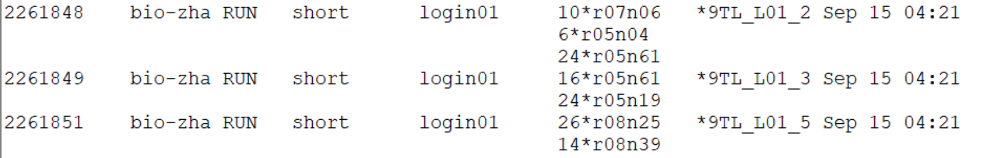 2261848    bio-zha RUN   short      login01     10*r07n06   *9TL_L01_2 Sep 15 04:21
                                                6*r05n04
                                                24*r05n61
2261849    bio-zha RUN   short      login01     16*r05n61   *9TL_L01_3 Sep 15 04:21
                                                24*r05n19
2261851    bio-zha RUN   short      login01     26*r08n25   *9TL_L01_5 Sep 15 04:21
                                                14*r08n39